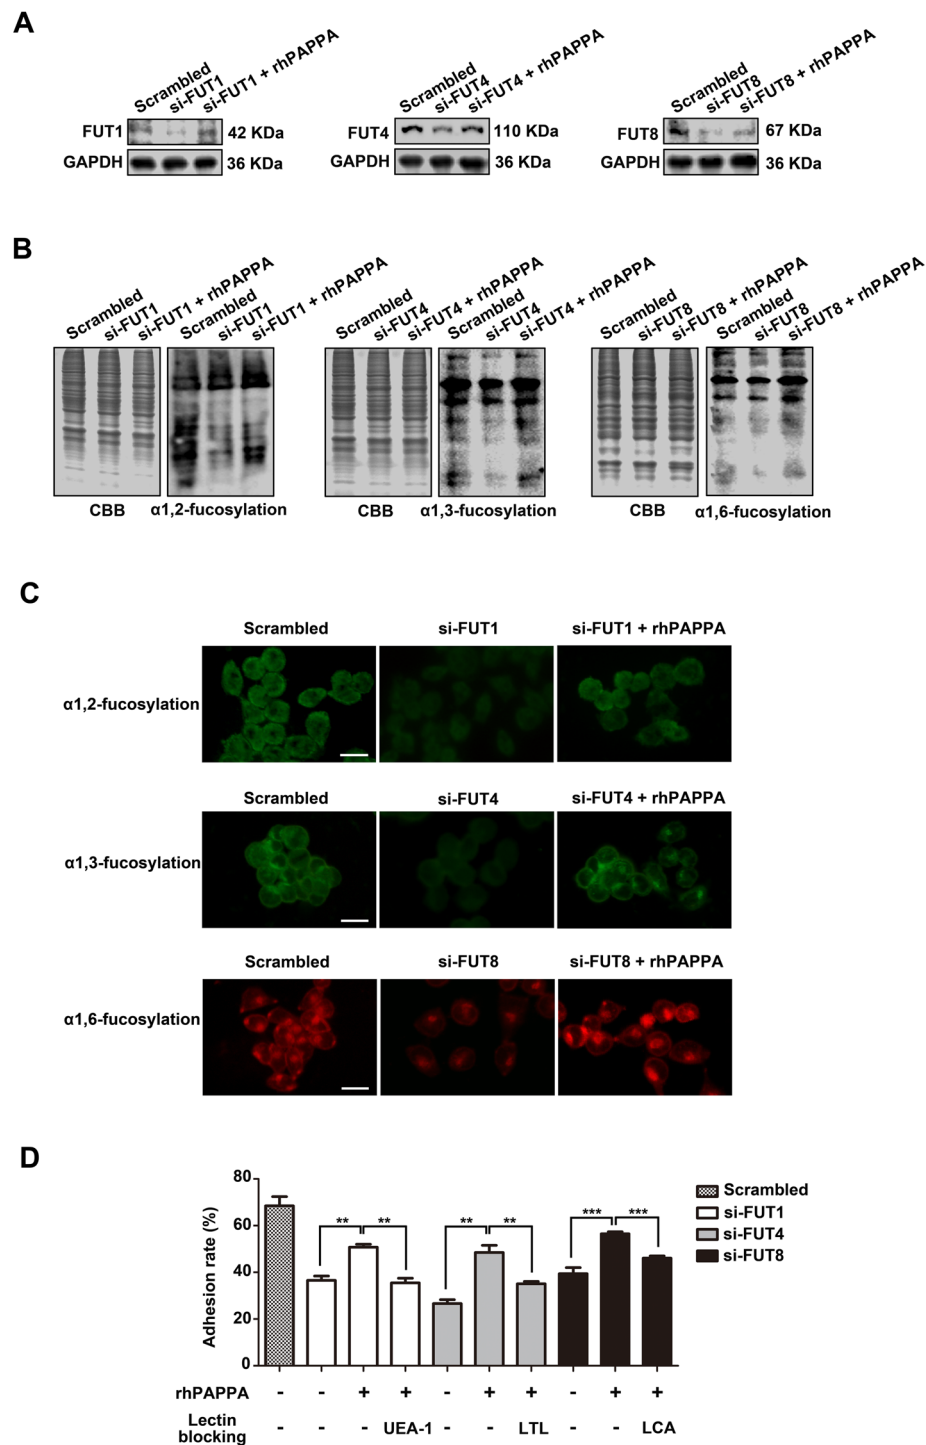 A
Scrambled si-FUT1 si-FUT1 + rhPAPPA Scrambled si-FUT4 si-FUT4 + rhPAPPA Scrambled si-FUT8 si-FUT8 + rhPAPPA
FUT1 42 KDa FUT4 110 KDa FUT8 67 KDa
GAPDH 36 KDa GAPDH 36 KDa GAPDH 36 KDa
B
Scrambled si-FUT1 si-FUT1 + rhPAPPA Scrambled si-FUT1 si-FUT1 + rhPAPPA Scrambled si-FUT4 si-FUT4 + rhPAPPA Scrambled si-FUT4 si-FUT4 + rhPAPPA Scrambled si-FUT8 si-FUT8 + rhPAPPA Scrambled si-FUT8 si-FUT8 + rhPAPPA
CBB α1,2-fucosylation CBB α1,3-fucosylation CBB α1,6-fucosylation
C
Scrambled si-FUT1 si-FUT1 + rhPAPPA
α1,2-fucosylation
Scrambled si-FUT4 si-FUT4 + rhPAPPA
α1,3-fucosylation
Scrambled si-FUT8 si-FUT8 + rhPAPPA
α1,6-fucosylation
D
Adhesion rate (%)
80
60
40
20
0
** ** ** ** *** ***
Scrambled
si-FUT1
si-FUT4
si-FUT8
rhPAPPA - - + + - + + - + +
Lectin
blocking - - - UEA-1 - - LTL - - LCA